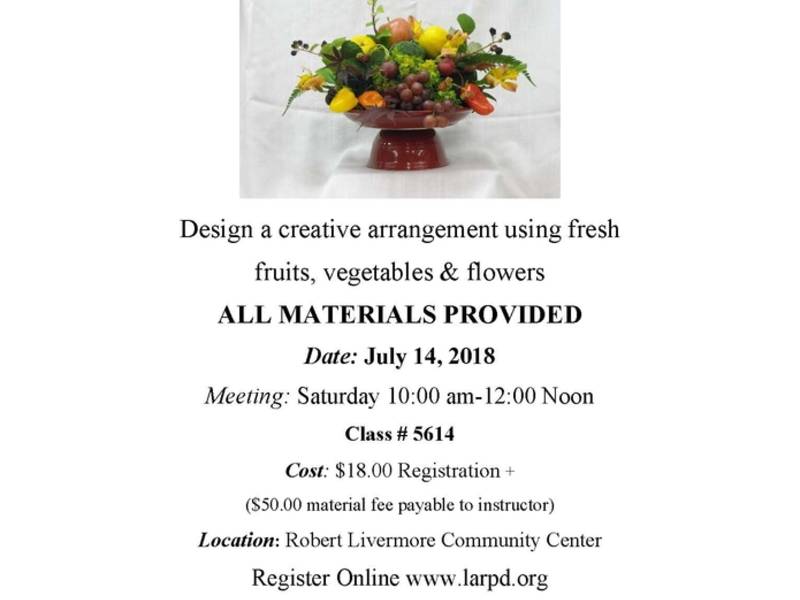 Design a creative arrangement using fresh
fruits, vegetables & flowers
ALL MATERIALS PROVIDED
Date: July 14, 2018
Meeting: Saturday 10:00 am-12:00 Noon
Class # 5614
Cost: $18.00 Registration +
($50.00 material fee payable to instructor)
Location: Robert Livermore Community Center
Register Online www.larpd.org